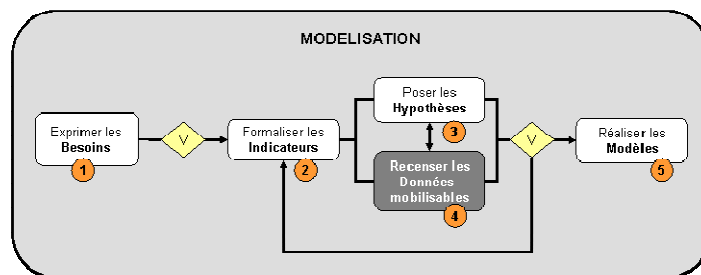 MODELISATION
Exprimer les
Besoins
1
V
Formaliser les
Indicateurs
2
Poser les
Hypothèses
3
Recenser les
Données
mobilisables
4
V
Réaliser les
Modèles
5